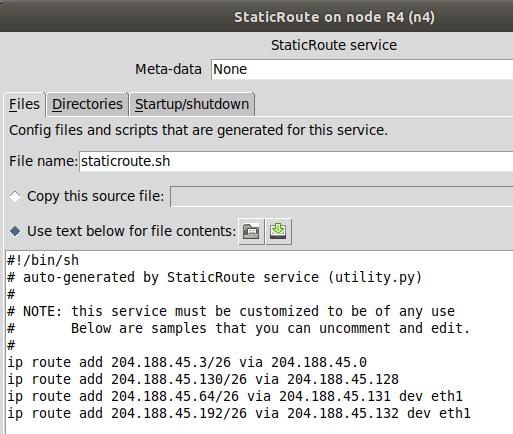 StaticRoute on node R4 (n4)
StaticRoute service
Meta-data None
Files Directories Startup/shutdown
Config files and scripts that are generated for this service.
File name: staticroute.sh
Copy this source file:
Use text below for file contents:
#!/bin/sh
# auto-generated by StaticRoute service (utility.py)
#
# NOTE: this service must be customized to be of any use
#       Below are samples that you can uncomment and edit.
#
ip route add 204.188.45.3/26 via 204.188.45.0
ip route add 204.188.45.130/26 via 204.188.45.128
ip route add 204.188.45.64/26 via 204.188.45.131 dev eth1
ip route add 204.188.45.192/26 via 204.188.45.132 dev eth1